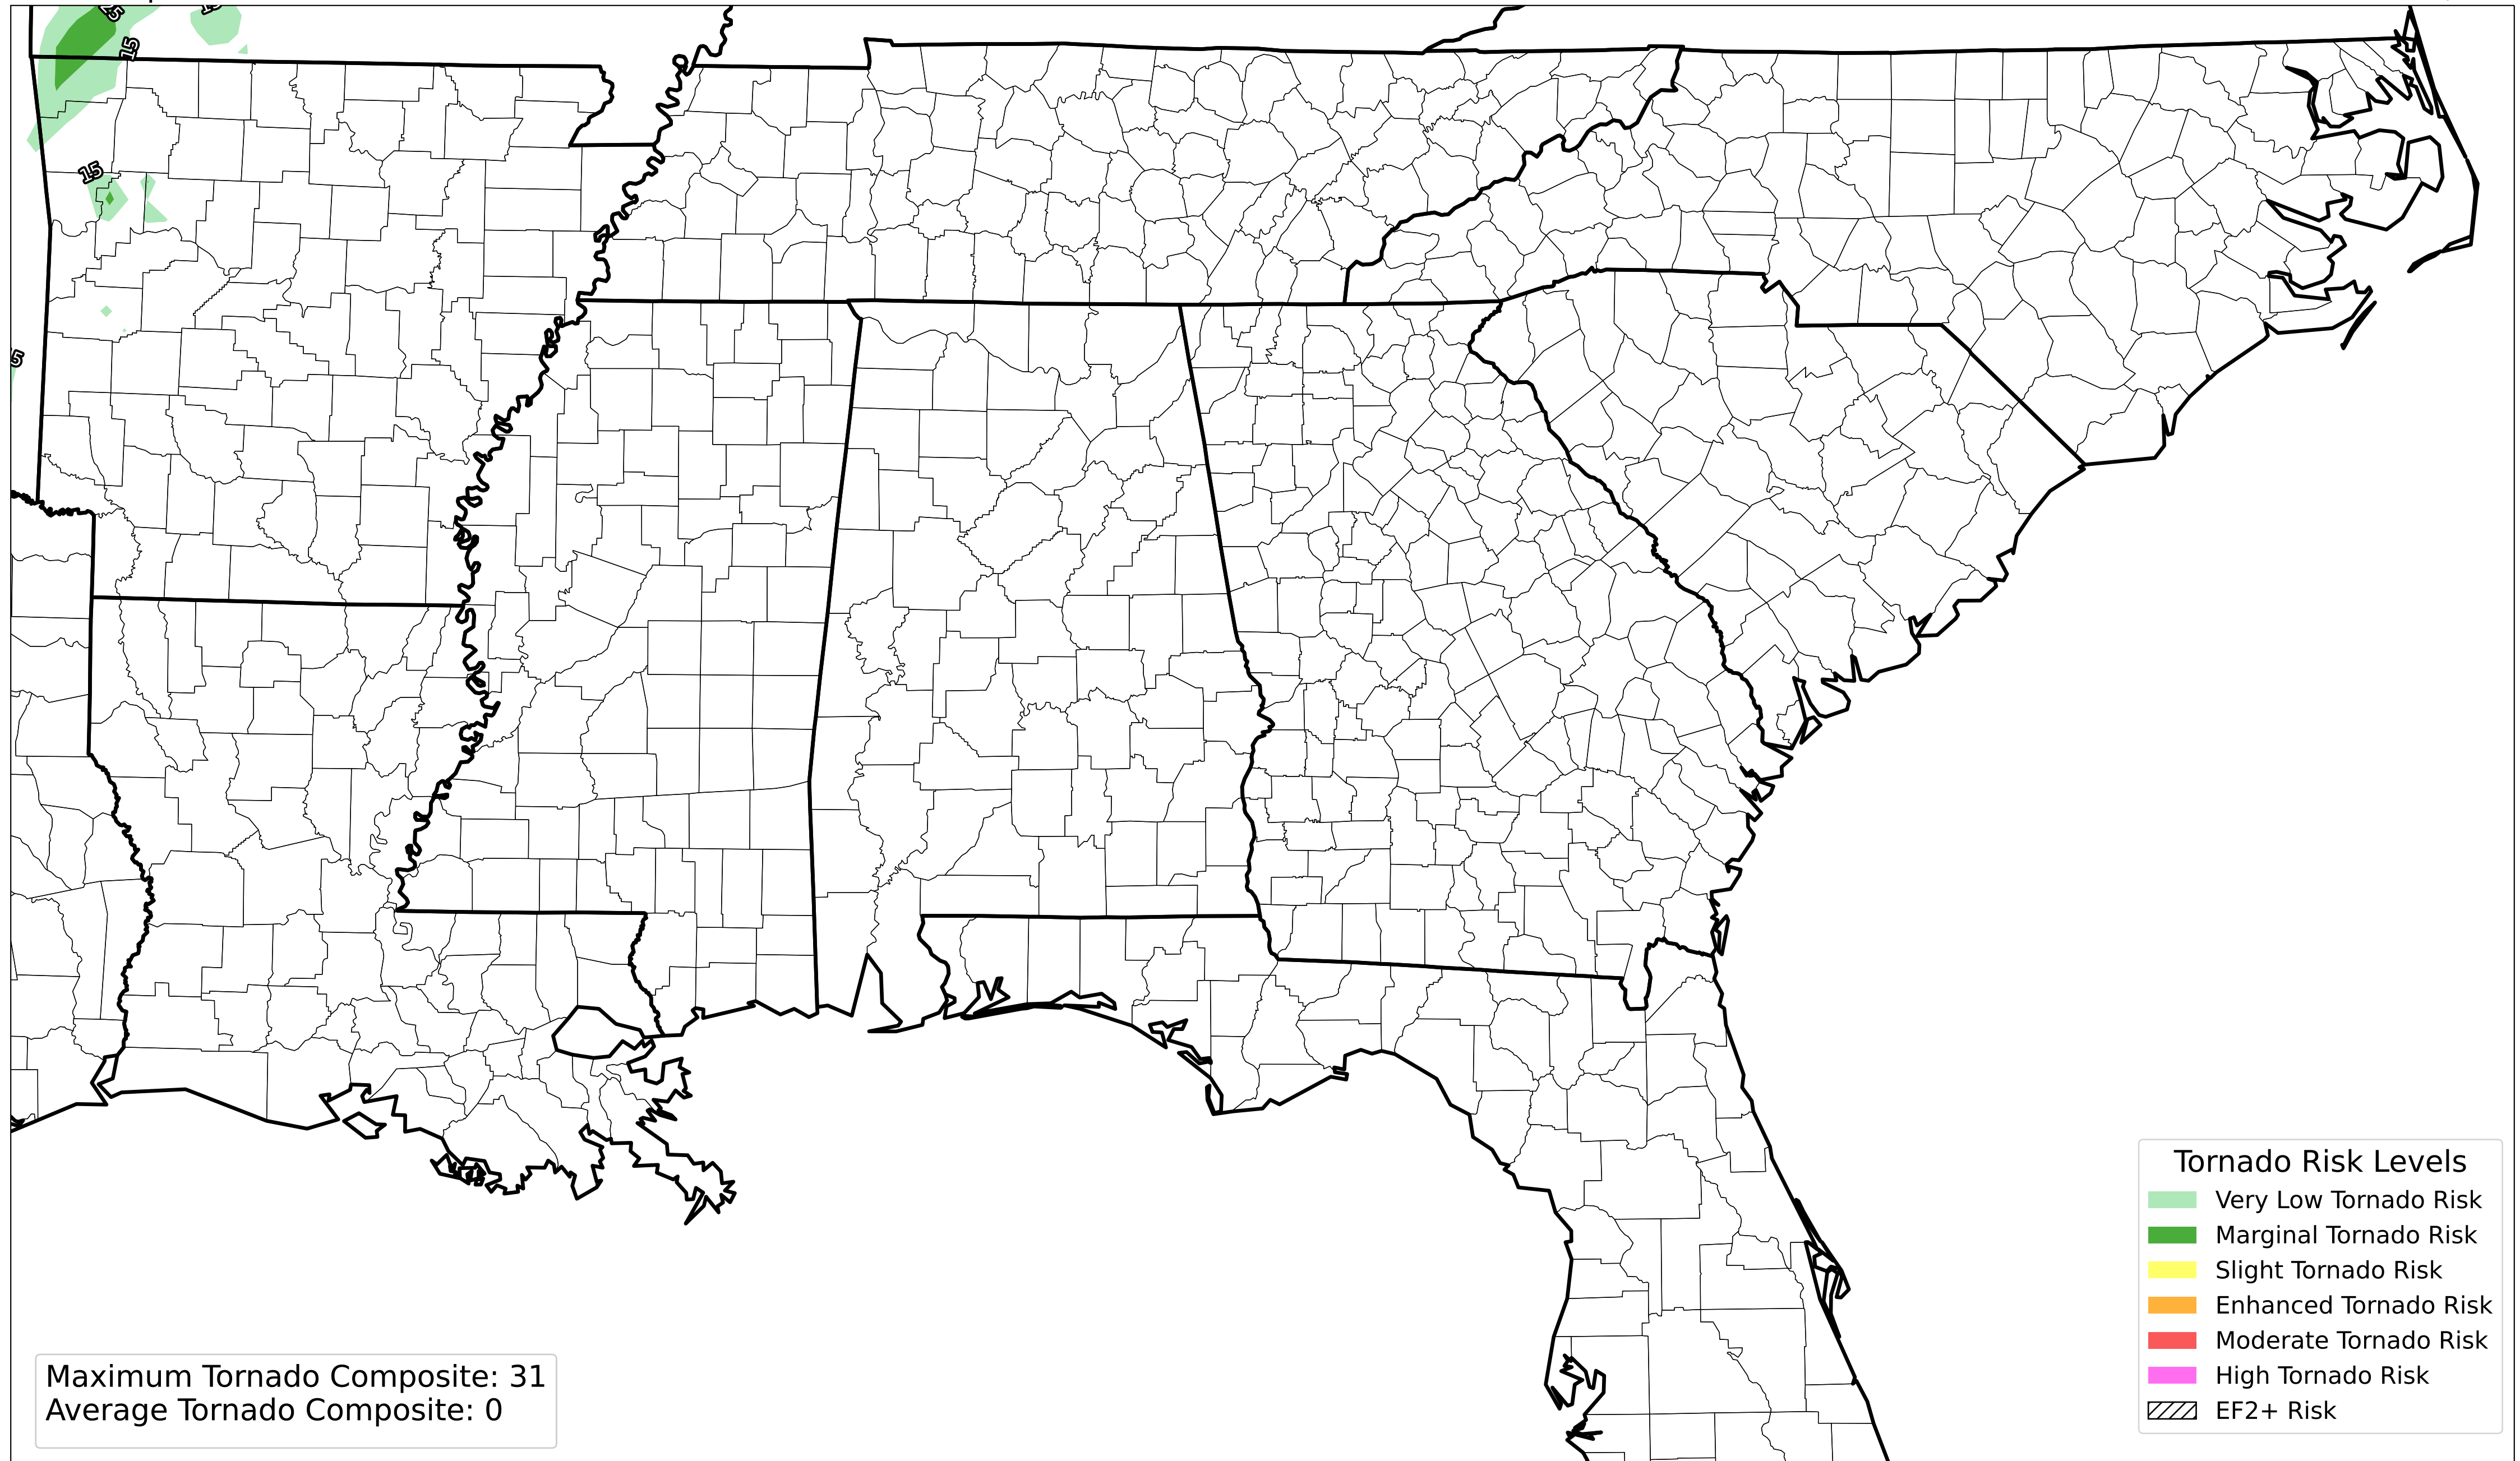 25
15
15
Tornado Risk Levels
Very Low Tornado Risk
Marginal Tornado Risk
Slight Tornado Risk
Enhanced Tornado Risk
Moderate Tornado Risk
High Tornado Risk
EF2+ Risk
Maximum Tornado Composite: 31
Average Tornado Composite: 0